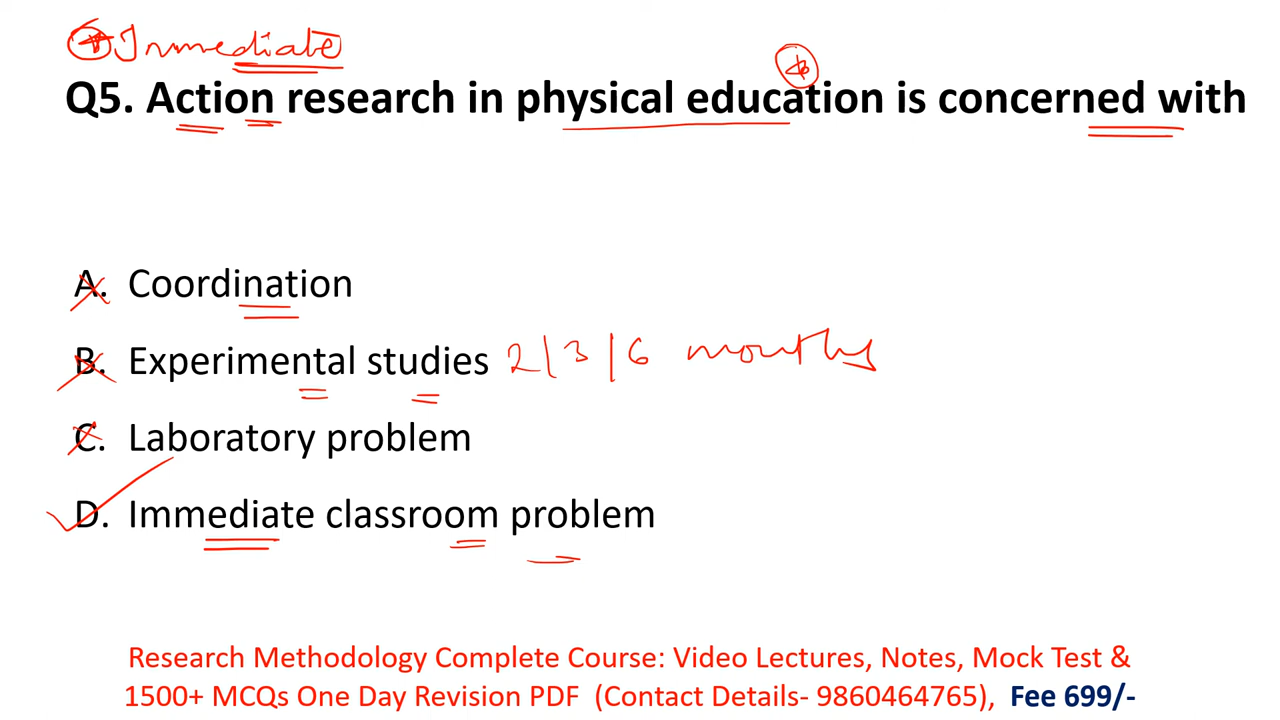 Immediate
Q5. Action research in physical education is concerned with
A. Coordination
B. Experimental studies 2/3/6 months
C. Laboratory problem
D. Immediate classroom problem
Research Methodology Complete Course: Video Lectures, Notes, Mock Test &
1500+ MCQs One Day Revision PDF (Contact Details- 9860464765), Fee 699/-